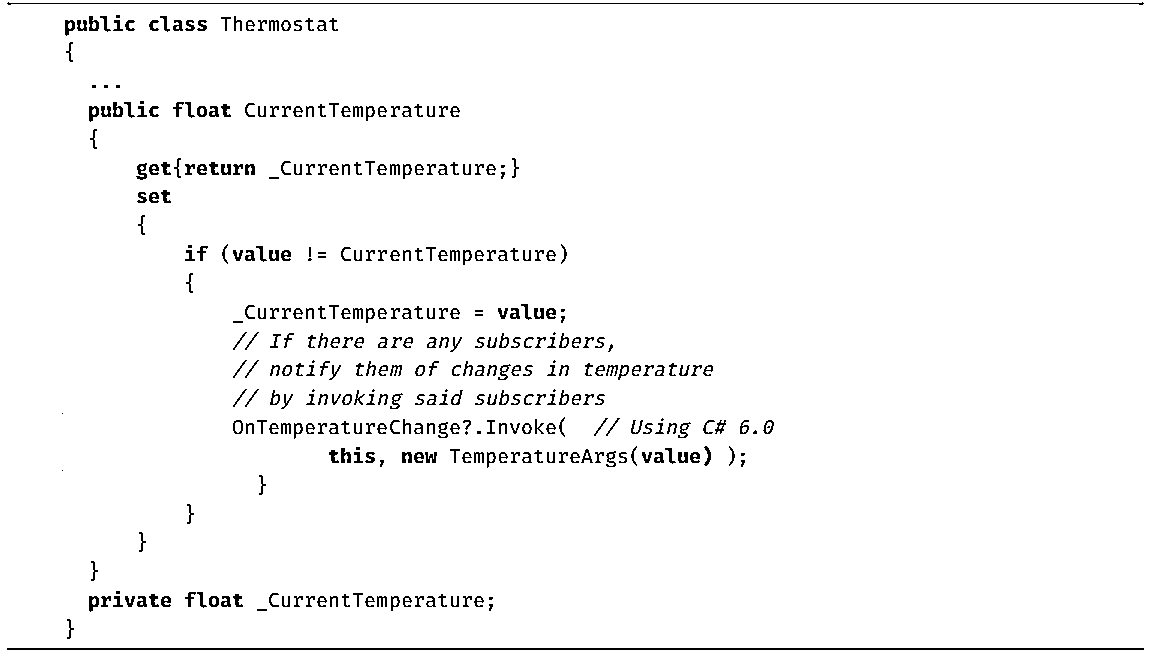 public class Thermostat
{
  ...
  public float CurrentTemperature
  {
      get{return _CurrentTemperature;}
      set
      {
          if (value != CurrentTemperature)
          {
              _CurrentTemperature = value;
              // If there are any subscribers,
              // notify them of changes in temperature
              // by invoking said subscribers
              OnTemperatureChange?.Invoke(  // Using C# 6.0
                      this, new TemperatureArgs(value) );
                }
          }
      }
  }
  private float _CurrentTemperature;
}